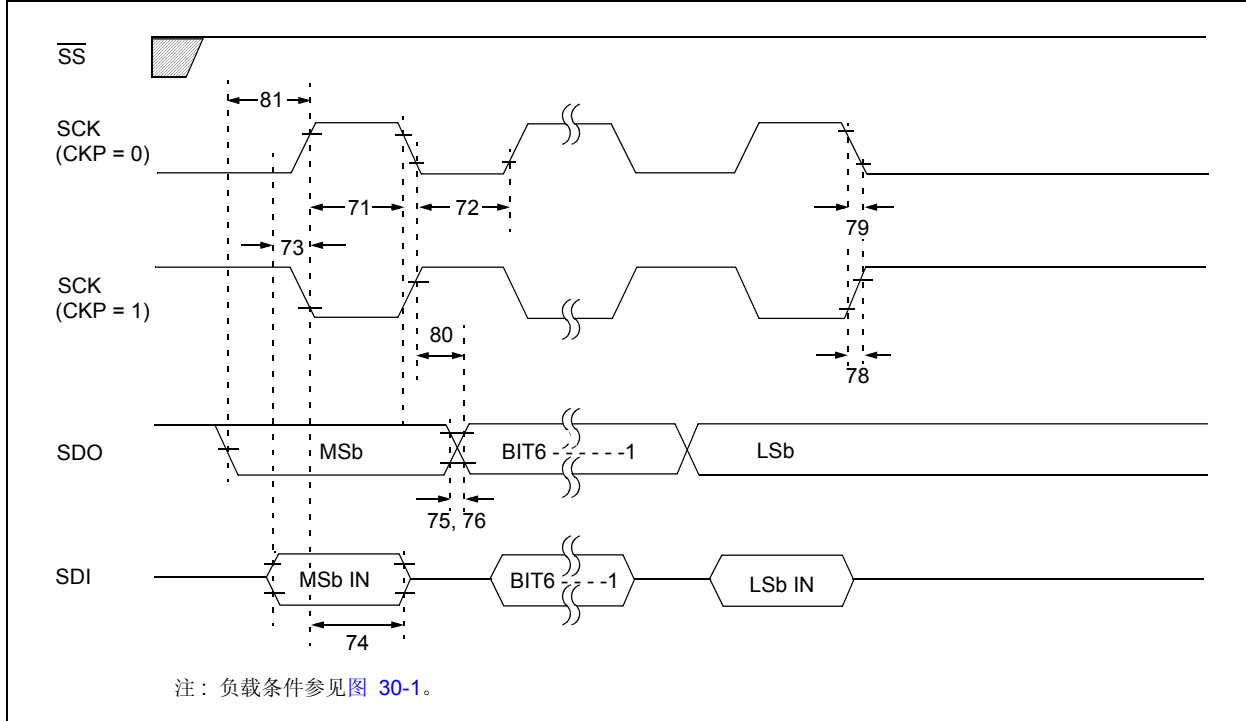 SS
81
SCK
(CKP = 0)
71
72
79
73
SCK
(CKP = 1)
80
78
SDO
MSb
BIT6 - - - - - - -1
LSb
75, 76
SDI
MSb IN
BIT6 - - - -1
LSb IN
74
注： 负载条件参见图 30-1。